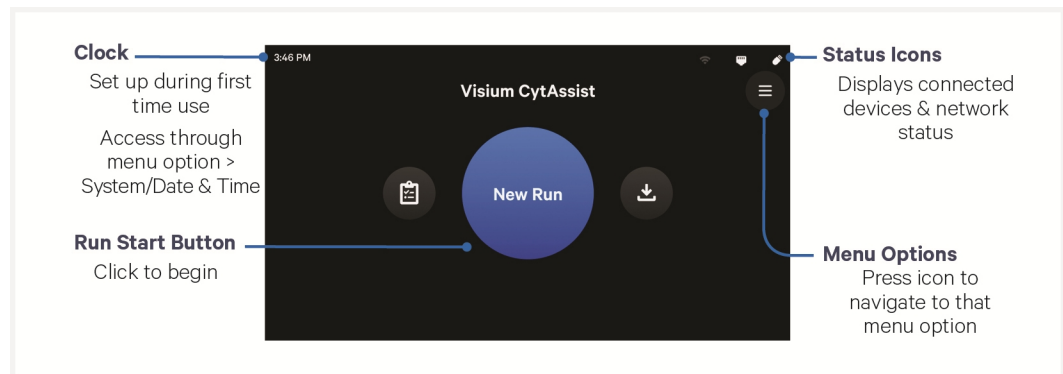 Clock
Set up during first
time use
Access through
menu option >
System/Date & Time
Run Start Button
Click to begin
3:46 PM
Visium CytAssist
New Run
Status Icons
Displays connected
devices & network
status
Menu Options
Press icon to
navigate to that
menu option